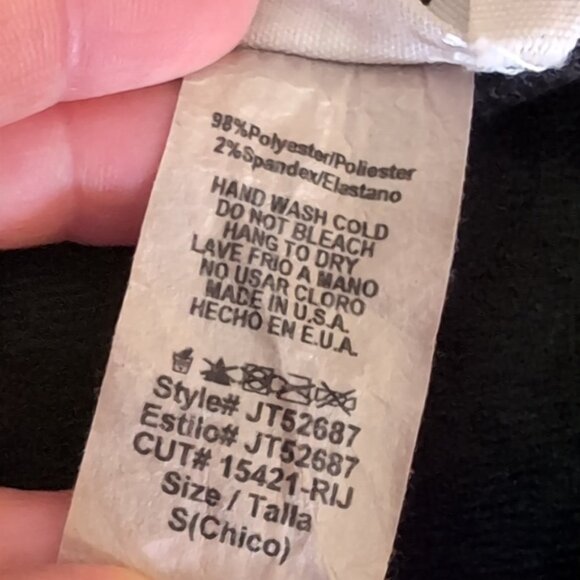 98%Polyester/Poliester
2%Spandex/Elastano
HAND WASH COLD
DO NOT BLEACH
HANG TO DRY
LAVE FRIO A MANO
NO USAR CLORO
MADE IN U.S.A.
HECHO EN E.U.A.
Style# JT52687
Estilo# JT52687
CUT# 15421-RIJ
Size / Talla
S(Chico)